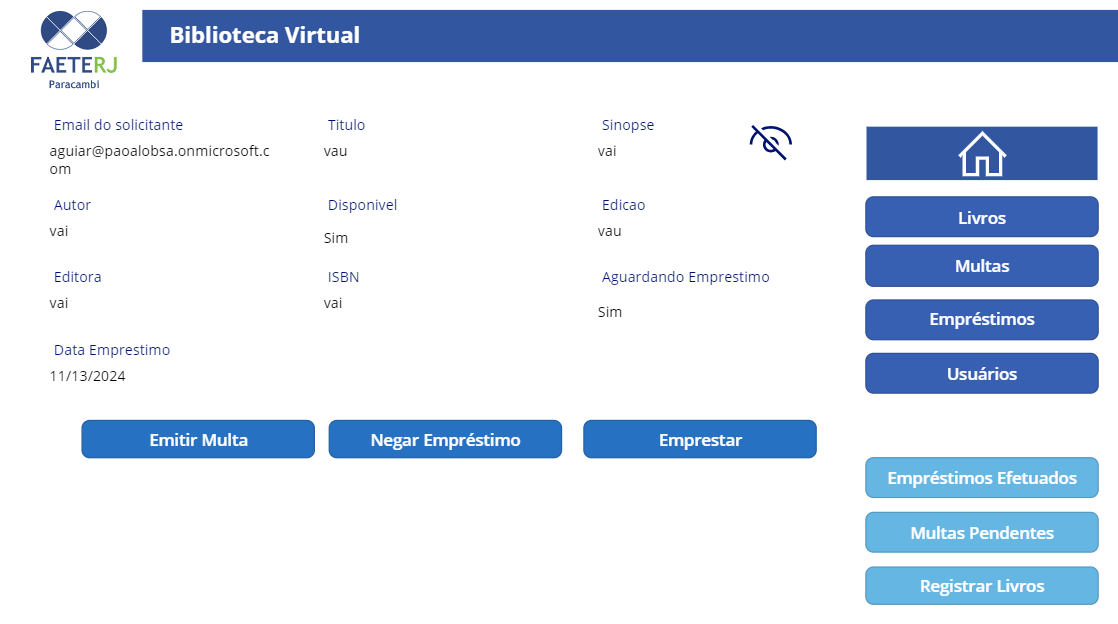 FAETERJ
Paracambi
Biblioteca Virtual
Email do solicitante
aguiar@paoalobsa.onmicrosoft.c
om
Titulo
vau
Sinopse
vai
Autor
vai
Disponivel
Sim
Edicao
vau
Editora
vai
ISBN
vai
Aguardando Emprestimo
Sim
Data Emprestimo
11/13/2024
Emitir Multa
Negar Empréstimo
Emprestar
Livros
Multas
Empréstimos
Usuários
Empréstimos Efetuados
Multas Pendentes
Registrar Livros